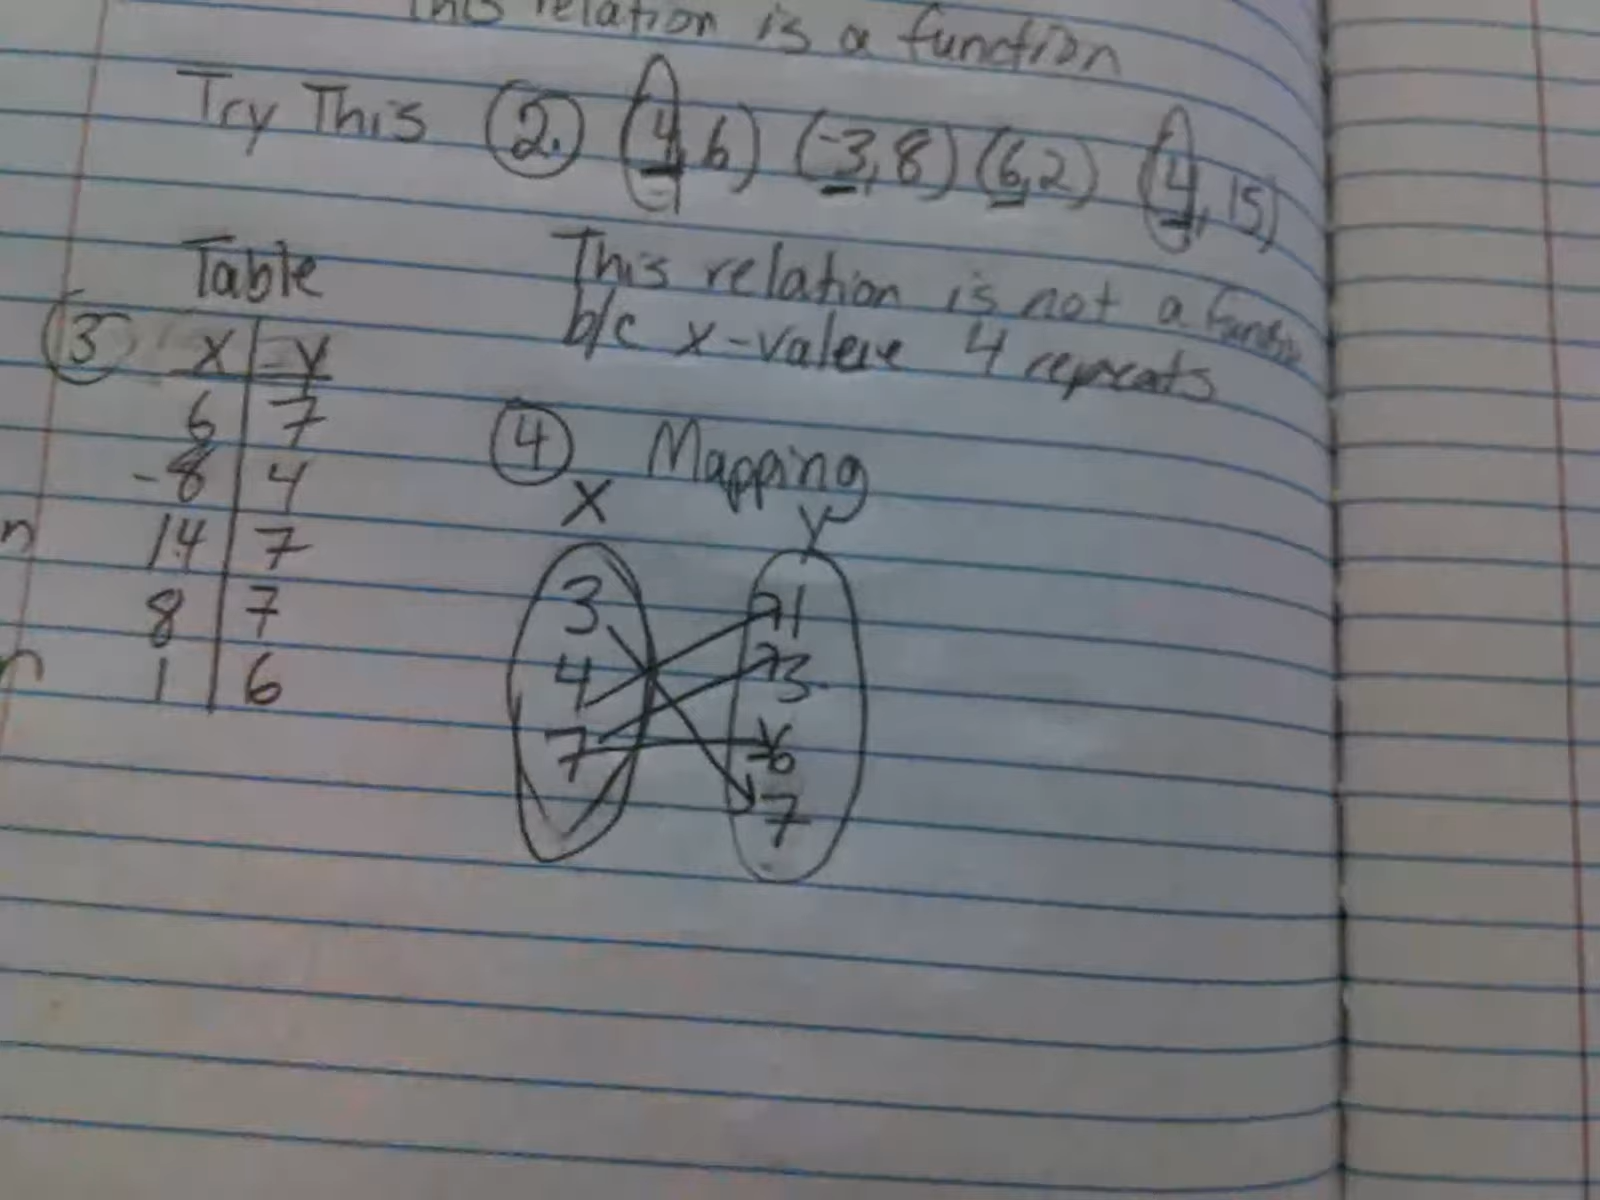 This relation is a function
Try This ② (4,6) (-3,8) (6,2) (4,15)
This relation is not a
b/c x-value 4 repeats
Table
③ x y
6 7
-8 4
14 7
8 7
1 6
④ Mapping
X Y
3 1
4 3
7 6
7